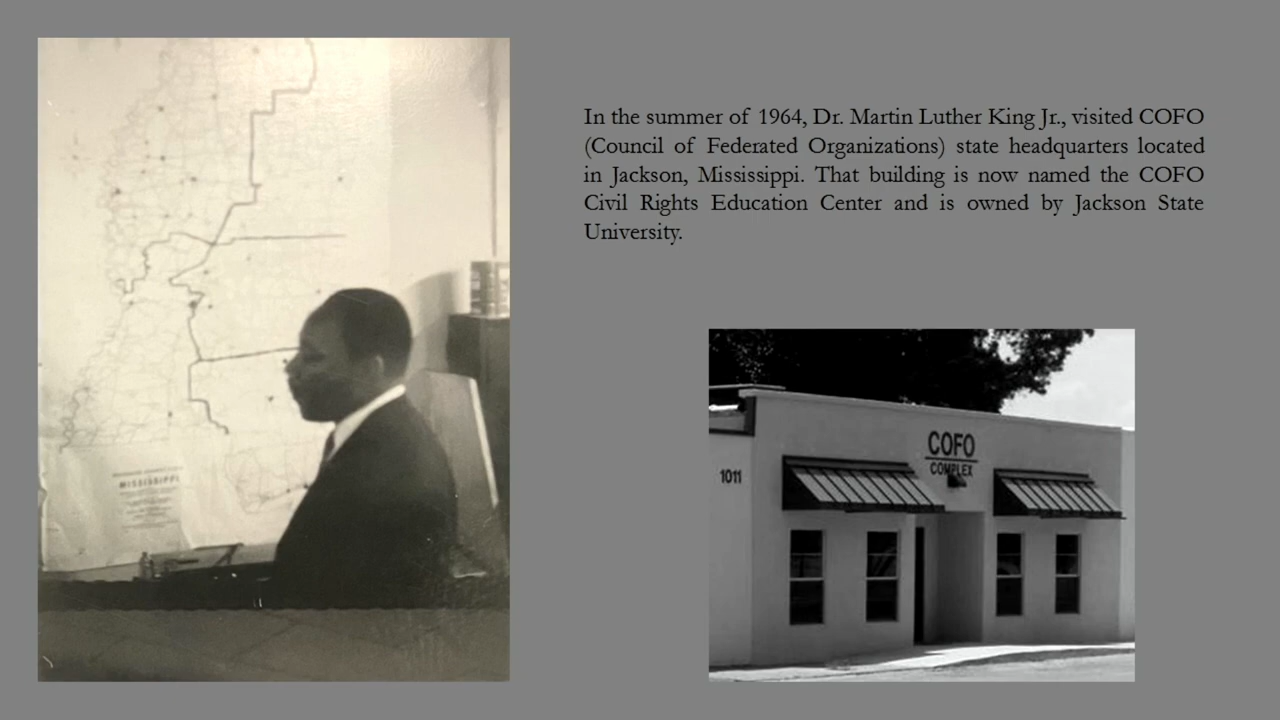 In the summer of 1964, Dr. Martin Luther King Jr., visited COFO
(Council of Federated Organizations) state headquarters located
in Jackson, Mississippi. That building is now named the COFO
Civil Rights Education Center and is owned by Jackson State
University.
MISSISSIPPI
COFO
COMPLEX
1011